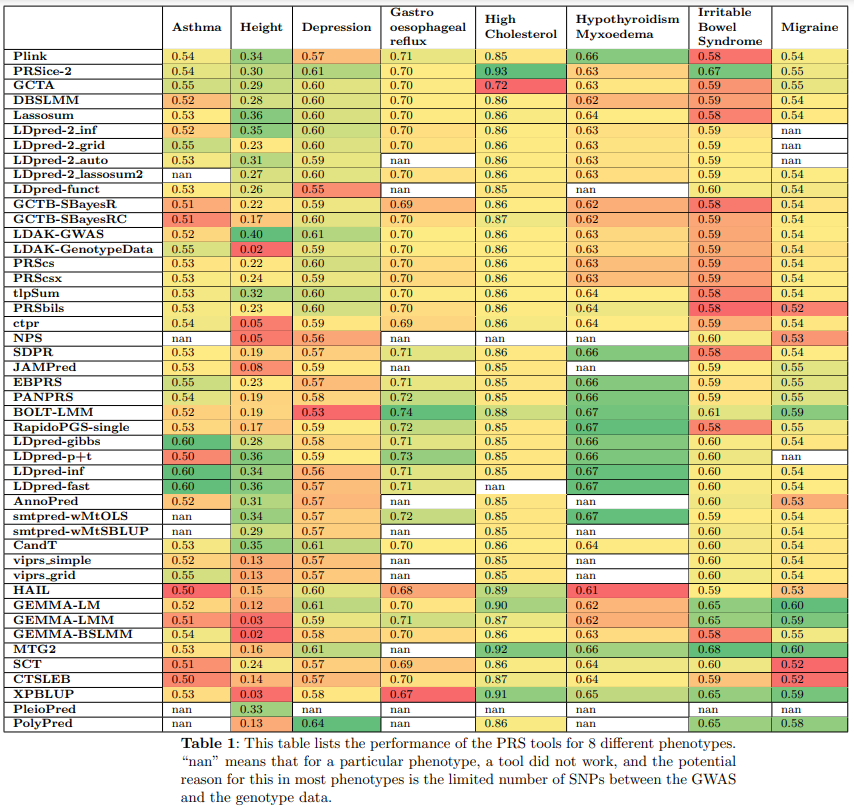 Asthma Height Depression Gastro oesophageal reflux High Cholesterol Hypothyroidism Myxoedema Irritable Bowel Syndrome Migraine
Plink 0.54 0.34 0.57 0.71 0.85 0.66 0.58 0.54
PRSice-2 0.54 0.30 0.61 0.70 0.93 0.63 0.67 0.55
GCTA 0.55 0.29 0.60 0.70 0.72 0.63 0.59 0.55
DBSLMM 0.52 0.28 0.60 0.70 0.86 0.62 0.59 0.54
Lassosum 0.53 0.36 0.60 0.70 0.86 0.64 0.58 0.54
LDpred-2_inf 0.52 0.35 0.60 0.70 0.86 0.63 0.59 nan
LDpred-2_grid 0.55 0.23 0.60 0.70 0.86 0.63 0.59 nan
LDpred-2_auto 0.53 0.31 0.59 nan 0.86 0.63 0.59 nan
LDpred-2_lassosum2 nan 0.27 0.60 0.70 0.86 0.63 0.59 0.54
LDpred-funct 0.53 0.26 0.55 nan 0.85 nan 0.60 0.54
GCTB-SBayesR 0.51 0.22 0.59 0.69 0.86 0.62 0.58 0.54
GCTB-SBayesRC 0.51 0.17 0.60 0.70 0.87 0.62 0.59 0.54
LDAK-GWAS 0.52 0.40 0.61 0.70 0.86 0.63 0.59 0.54
LDAK-GenotypeData 0.55 0.02 0.59 0.70 0.86 0.63 0.59 0.54
PRScs 0.53 0.22 0.60 0.70 0.86 0.63 0.59 0.54
PRScsx 0.53 0.24 0.59 0.70 0.86 0.63 0.59 0.54
tlpSum 0.53 0.32 0.60 0.70 0.86 0.64 0.58 0.54
PRSbils 0.53 0.23 0.60 0.70 0.86 0.64 0.58 0.52
ctpr 0.54 0.05 0.59 0.69 0.86 0.64 0.59 0.54
NPS nan 0.05 0.56 nan nan nan 0.60 0.53
SDPR 0.53 0.19 0.57 0.71 0.86 0.66 0.58 0.54
JAMPred 0.53 0.08 0.59 nan 0.85 nan 0.59 0.55
EBPRS 0.55 0.23 0.57 0.71 0.85 0.66 0.59 0.55
PANPRS 0.54 0.19 0.58 0.72 0.85 0.66 0.59 0.55
BOLT-LMM 0.52 0.19 0.53 0.74 0.88 0.67 0.61 0.59
RapidoPGS-single 0.53 0.17 0.59 0.72 0.85 0.67 0.58 0.55
LDpred-gibbs 0.60 0.28 0.58 0.71 0.85 0.66 0.60 0.54
LDpred-p+t 0.50 0.36 0.59 0.73 0.85 0.66 0.60 nan
LDpred-inf 0.60 0.34 0.56 0.71 0.85 0.67 0.60 0.54
LDpred-fast 0.60 0.36 0.57 0.71 nan 0.67 0.60 0.54
AnnoPred 0.52 0.31 0.57 nan 0.85 nan 0.60 0.53
smtpred-wMtOLS nan 0.34 0.57 0.72 0.85 0.67 0.59 0.54
smtpred-wMtSBLUP nan 0.29 0.57 nan 0.85 nan 0.60 0.54
CandT 0.53 0.35 0.61 0.70 0.86 0.64 0.60 0.54
viprs_simple 0.52 0.13 0.57 nan 0.85 nan 0.60 0.54
viprs_grid 0.55 0.13 0.57 nan 0.85 nan 0.60 0.54
HAIL 0.50 0.15 0.60 0.68 0.89 0.61 0.59 0.53
GEMMA-LM 0.52 0.12 0.61 0.70 0.90 0.62 0.65 0.60
GEMMA-LMM 0.51 0.03 0.59 0.71 0.87 0.62 0.65 0.60
GEMMA-BSLMM 0.54 0.02 0.58 0.70 0.86 0.63 0.58 0.55
MTG2 0.53 0.16 0.61 nan 0.92 0.66 0.68 0.60
SCT 0.51 0.24 0.57 0.69 0.86 0.64 0.60 0.52
CTSLEB 0.50 0.14 0.57 0.70 0.87 0.64 0.59 0.52
XPBLUP 0.53 0.03 0.58 0.67 0.91 0.65 0.65 0.59
PleioPred nan 0.33 nan nan nan nan nan nan
PolyPred nan 0.13 0.64 nan 0.86 nan 0.65 0.58
Table 1: This table lists the performance of the PRS tools for 8 different phenotypes.
“nan” means that for a particular phenotype, a tool did not work, and the potential
reason for this in most phenotypes is the limited number of SNPs between the GWAS
and the genotype data.